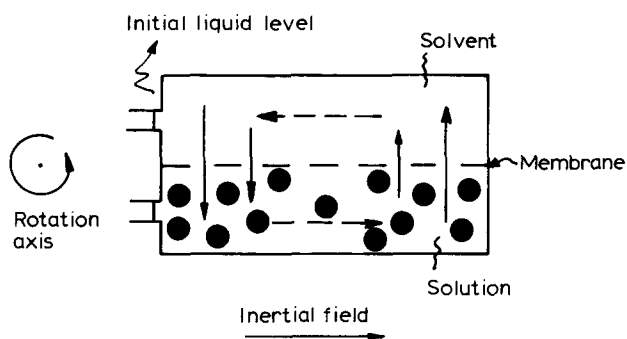 Initial liquid level
Solvent
Membrane
Rotation
axis
Solution
Inertial field